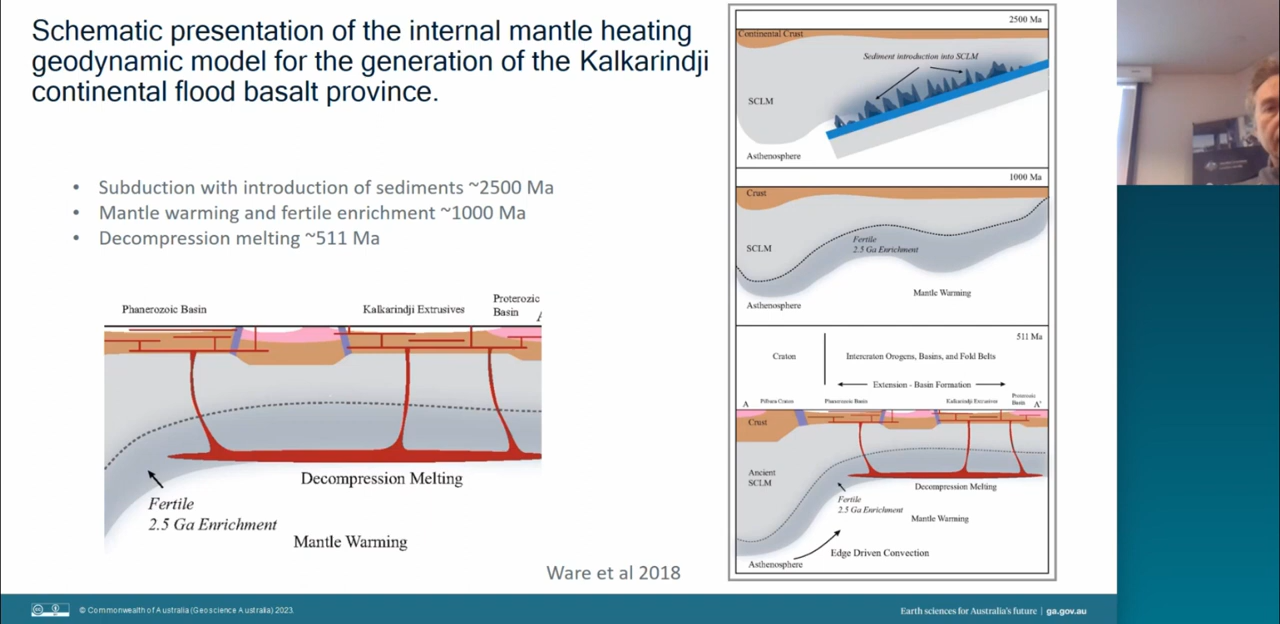 Schematic presentation of the internal mantle heating
geodynamic model for the generation of the Kalkarindji
continental flood basalt province.
• Subduction with introduction of sediments ~2500 Ma
• Mantle warming and fertile enrichment ~1000 Ma
• Decompression melting ~511 Ma
Phanerozoic Basin
Kalkarindji Extrusives
Proterozic
Basin
Decompression Melting
Fertile
2.5 Ga Enrichment
Mantle Warming
Ware et al 2018
2500 Ma
Continental Crust
Sediment introduction into SCLM
SCLM
Asthenosphere
1000 Ma
Crust
Fertile
2.5 Ga Enrichment
SCLM
Mantle Warming
Asthenosphere
511 Ma
Craton
Intercraton Orogens, Basins, and Fold Belts
Extension - Basin Formation
A
Pilbara Craton
Phanerozoic Basin
Kalkarindji Extrusives
Proterozoic
Basin
A'
Crust
Ancient
SCLM
Decompression Melting
Fertile
2.5 Ga Enrichment
Mantle Warming
Edge Driven Convection
Asthenosphere
© Commonwealth of Australia (Geoscience Australia) 2023.
Earth sciences for Australia's future | ga.gov.au